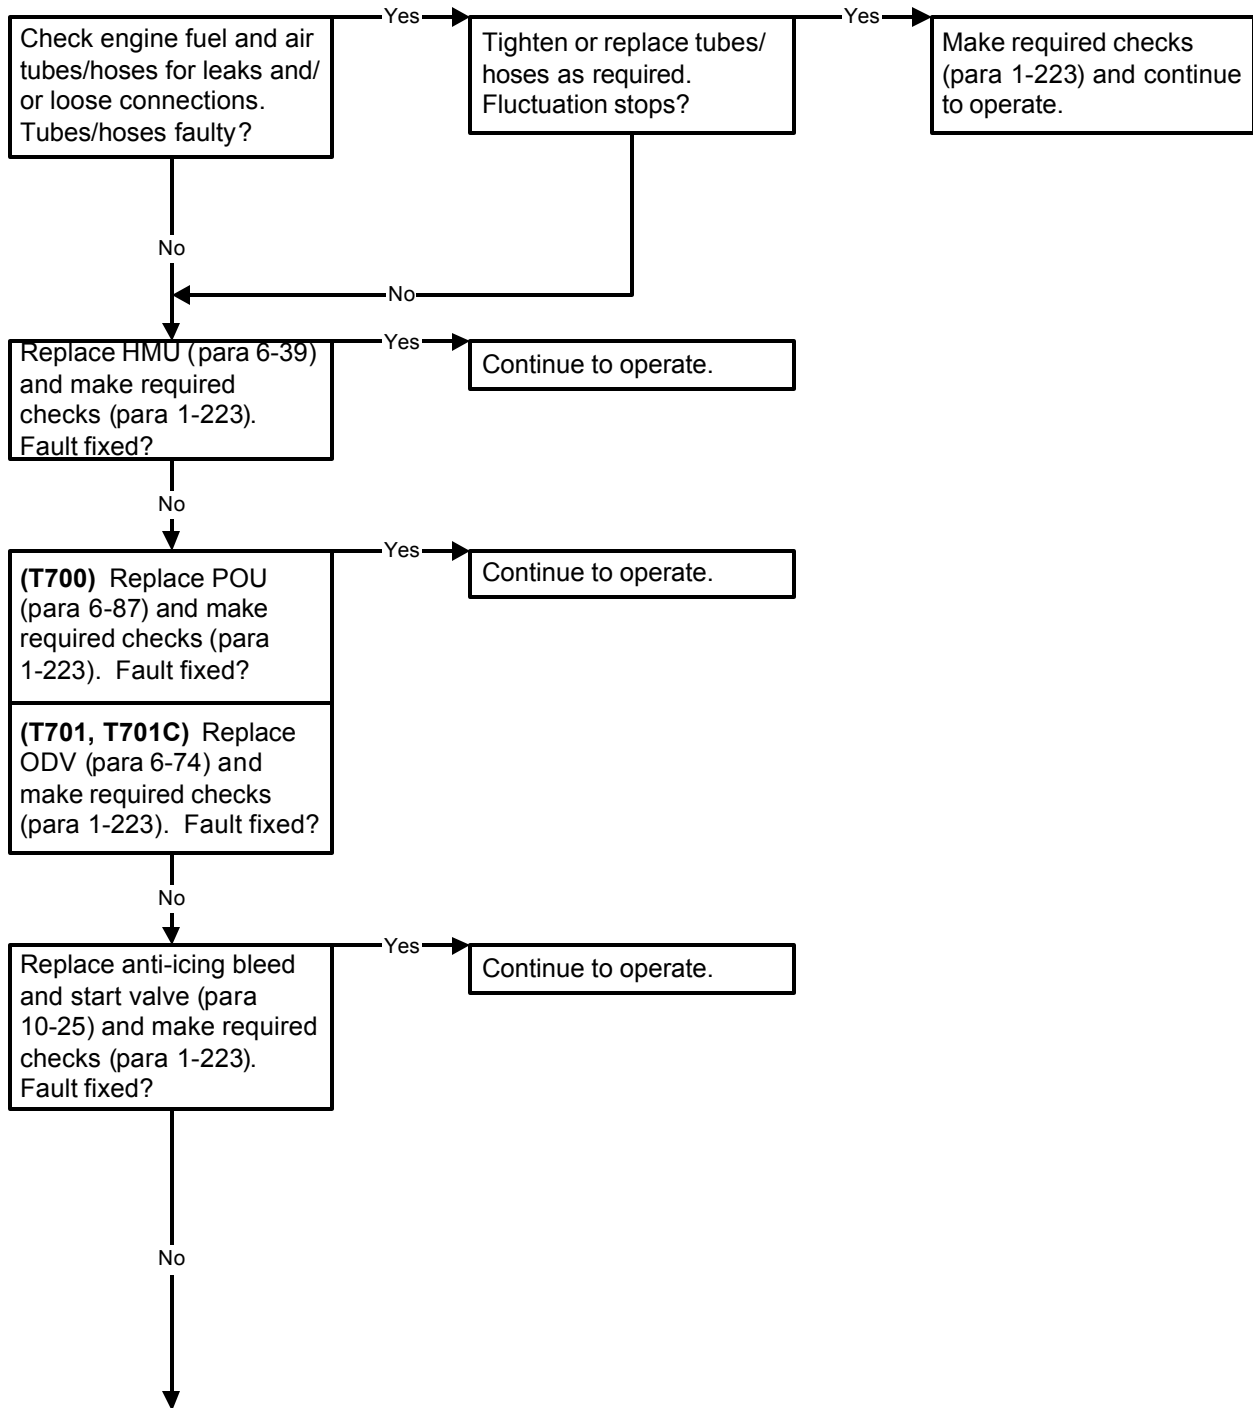 Check engine fuel and air
tubes/hoses for leaks and/
or loose connections.
Tubes/hoses faulty?
Yes
Tighten or replace tubes/
hoses as required.
Fluctuation stops?
Yes
Make required checks
(para 1-223) and continue
to operate.
No
No
Replace HMU (para 6-39)
and make required
checks (para 1-223).
Fault fixed?
Yes
Continue to operate.
No
(T700) Replace POU
(para 6-87) and make
required checks (para
1-223). Fault fixed?
Yes
Continue to operate.
(T701, T701C) Replace
ODV (para 6-74) and
make required checks
(para 1-223). Fault fixed?
No
Replace anti-icing bleed
and start valve (para
10-25) and make required
checks (para 1-223).
Fault fixed?
Yes
Continue to operate.
No